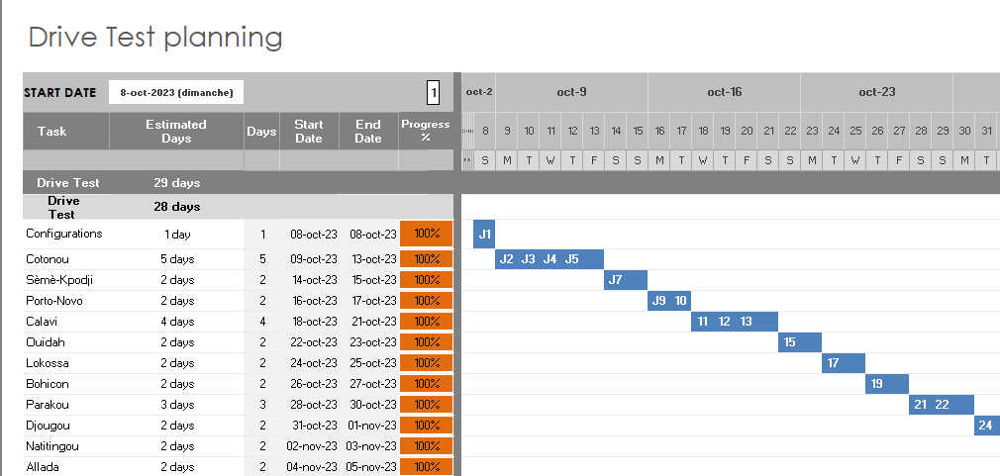 Drive Test planning
START DATE 8-oct-2023 (dimanche) 1 oct-2 oct-9 oct-16 oct-23
Task Estimated Days Days Start Date End Date Progress % 8 9 10 11 12 13 14 15 16 17 18 19 20 21 22 23 24 25 26 27 28 29 30 31
S M T W T F S S M T W T F S S M T W T F S S M T
Drive Test 29 days
Drive Test 28 days
Configurations 1 day 1 08-oct-23 08-oct-23 100% J1
Cotonou 5 days 5 09-oct-23 13-oct-23 100% J2 J3 J4 J5
Sèmè-Kpodji 2 days 2 14-oct-23 15-oct-23 100% J7
Porto-Novo 2 days 2 16-oct-23 17-oct-23 100% J9 10
Calavi 4 days 4 18-oct-23 21-oct-23 100% 11 12 13
Ouidah 2 days 2 22-oct-23 23-oct-23 100% 15
Lokossa 2 days 2 24-oct-23 25-oct-23 100% 17
Bohicon 2 days 2 26-oct-23 27-oct-23 100% 19
Parakou 3 days 3 28-oct-23 30-oct-23 100% 21 22
Djougou 2 days 2 31-oct-23 01-nov-23 100% 24
Natitingou 2 days 2 02-nov-23 03-nov-23 100%
Allada 2 days 2 04-nov-23 05-nov-23 100%